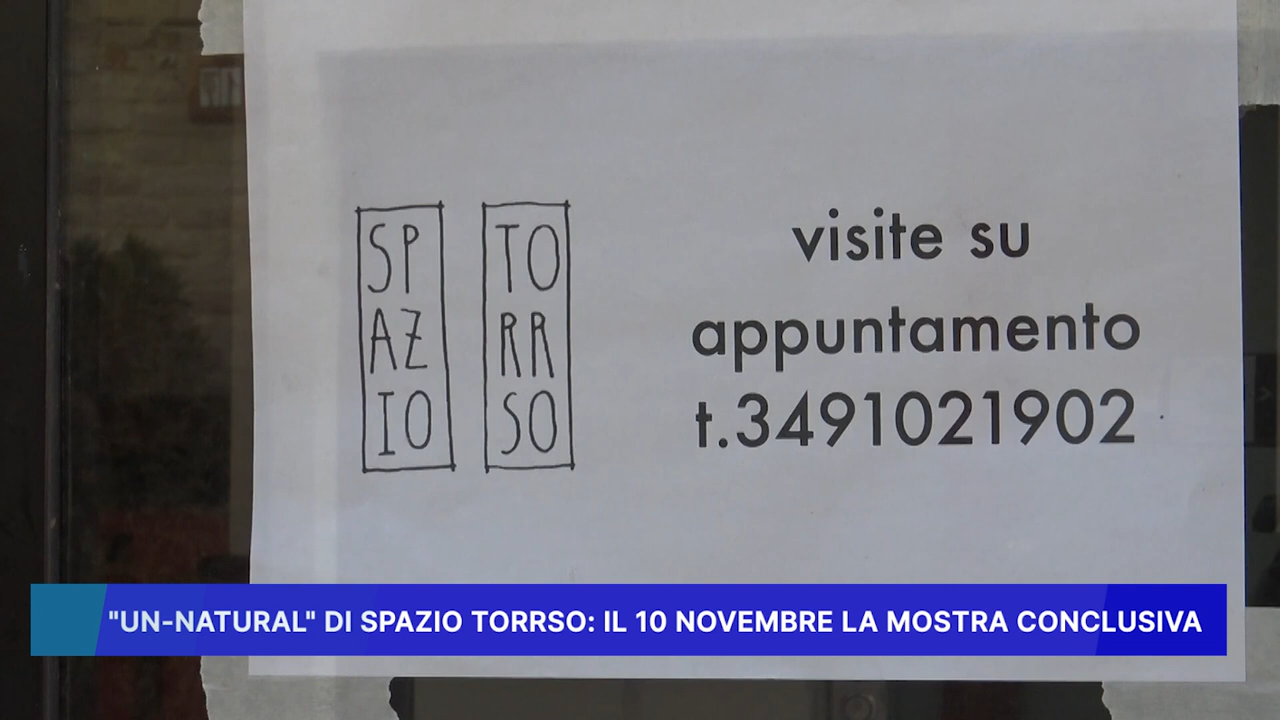 SP
AZ
IO
TO
RR
SO
visite su
appuntamento
t.3491021902
"UN-NATURAL" DI SPAZIO TORRSO: IL 10 NOVEMBRE LA MOSTRA CONCLUSIVA